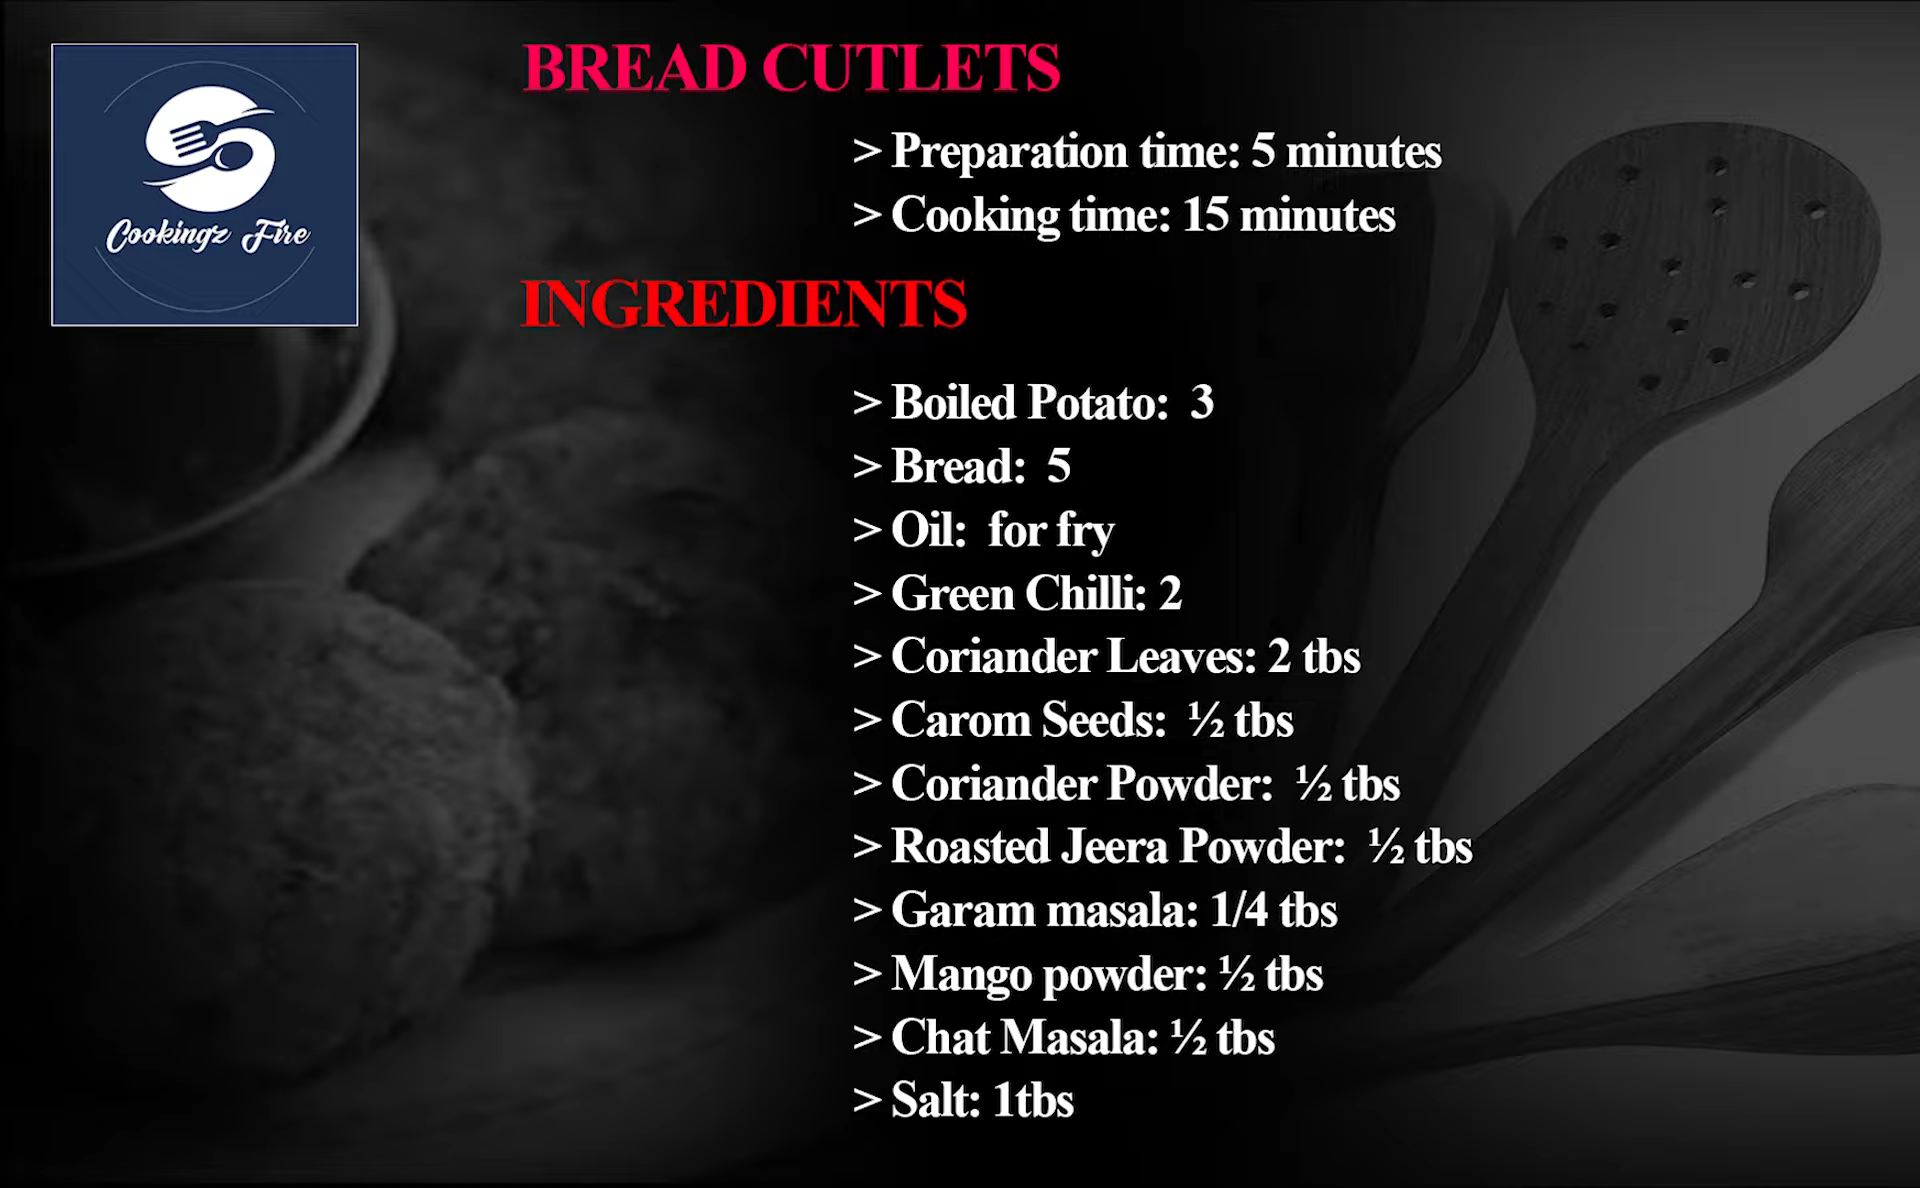 Cookingz Fire
BREAD CUTLETS
> Preparation time: 5 minutes
> Cooking time: 15 minutes
INGREDIENTS
> Boiled Potato: 3
> Bread: 5
> Oil: for fry
> Green Chilli: 2
> Coriander Leaves: 2 tbs
> Carom Seeds: ½ tbs
> Coriander Powder: ½ tbs
> Roasted Jeera Powder: ½ tbs
> Garam masala: 1/4 tbs
> Mango powder: ½ tbs
> Chat Masala: ½ tbs
> Salt: 1tbs